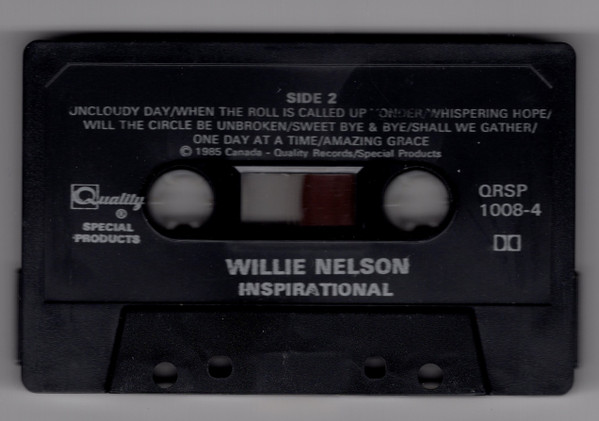 SIDE 2
UNCLOUDY DAY/WHEN THE ROLL IS CALLED UP YONDER/WHISPERING HOPE/
WILL THE CIRCLE BE UNBROKEN/SWEET BYE & BYE/SHALL WE GATHER/
ONE DAY AT A TIME/AMAZING GRACE
© 1985 Canada - Quality Records/Special Products
Quality
®
SPECIAL
PRODUCTS
QRSP
1008-4
WILLIE NELSON
INSPIRATIONAL